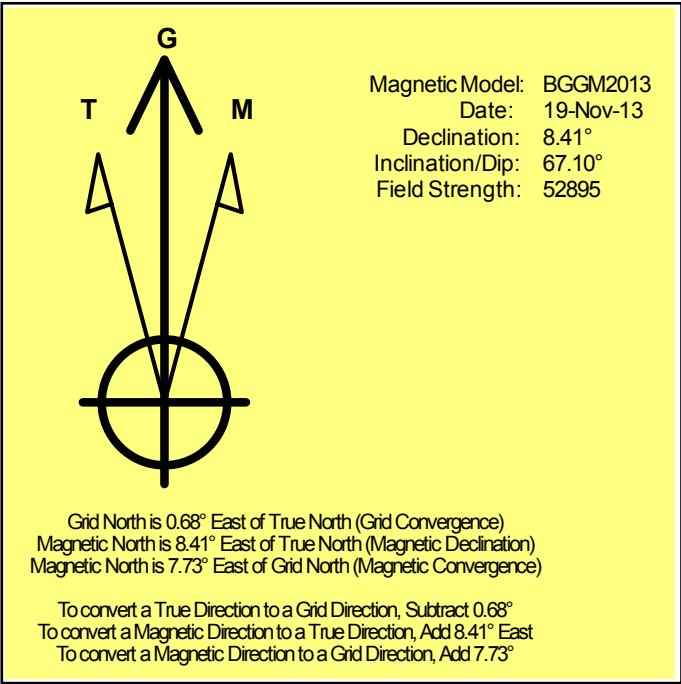 G
T M
Magnetic Model: BGGM2013
Date: 19-Nov-13
Declination: 8.41°
Inclination/Dip: 67.10°
Field Strength: 52895
Grid North is 0.68° East of True North (Grid Convergence)
Magnetic North is 8.41° East of True North (Magnetic Declination)
Magnetic North is 7.73° East of Grid North (Magnetic Convergence)
To convert a True Direction to a Grid Direction, Subtract 0.68°
To convert a Magnetic Direction to a True Direction, Add 8.41° East
To convert a Magnetic Direction to a Grid Direction, Add 7.73°